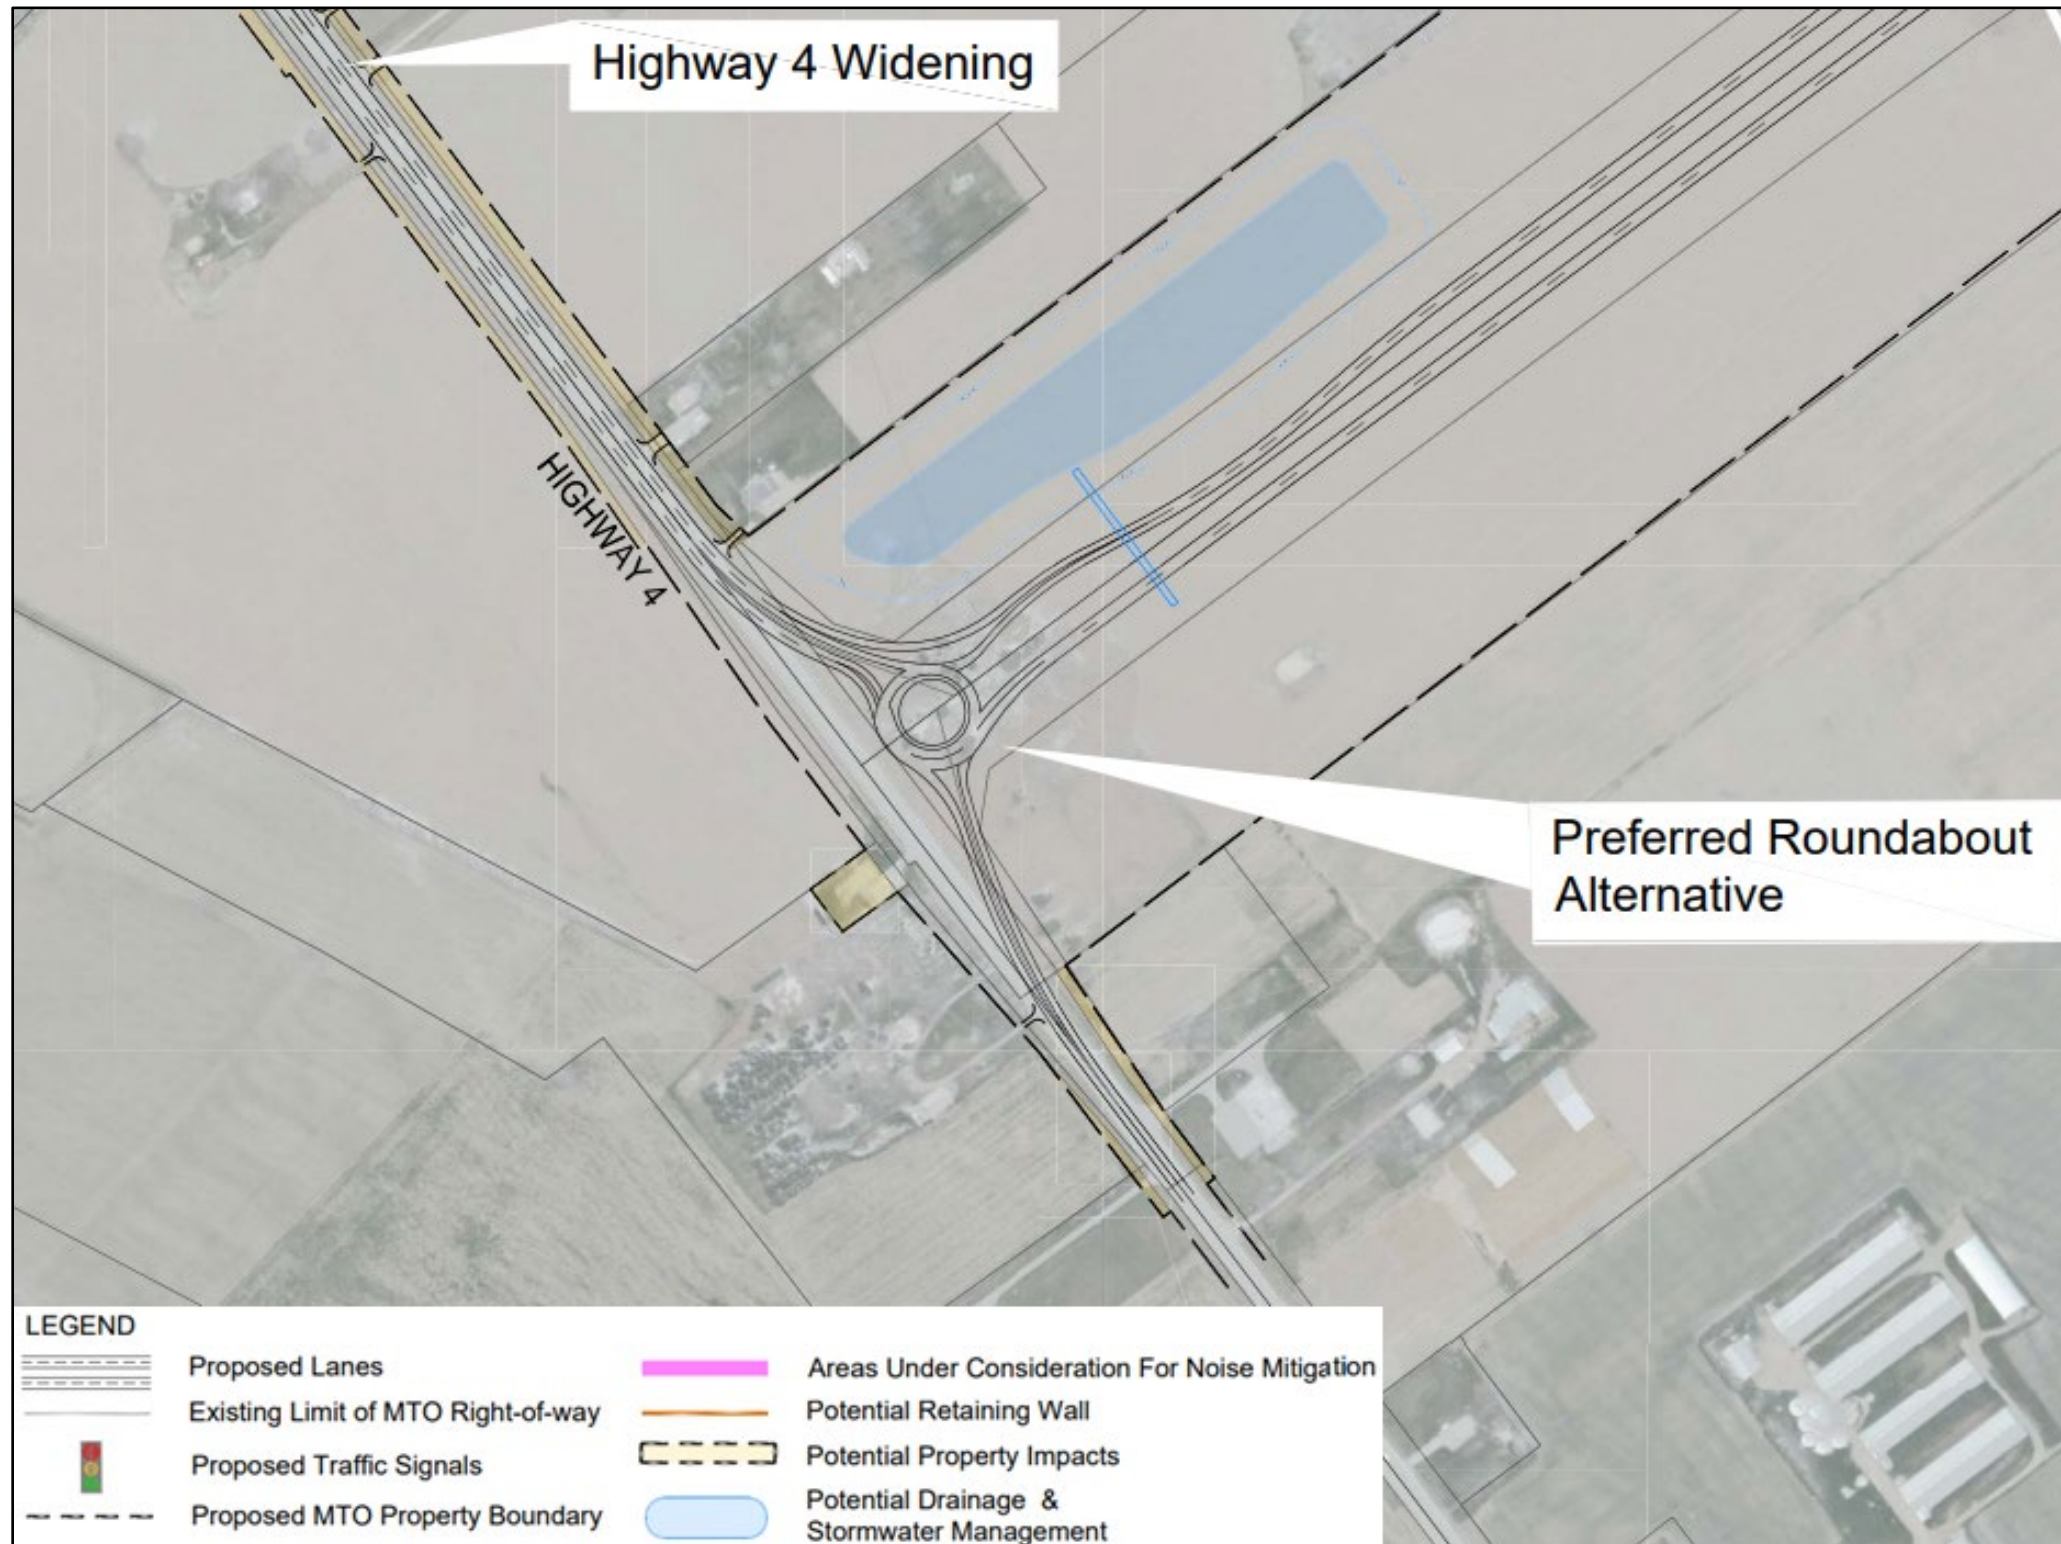 Highway 4 Widening
HIGHWAY 4
Preferred Roundabout
Alternative
LEGEND
Proposed Lanes
Existing Limit of MTO Right-of-way
Proposed Traffic Signals
Proposed MTO Property Boundary
Areas Under Consideration For Noise Mitigation
Potential Retaining Wall
Potential Property Impacts
Potential Drainage &
Stormwater Management